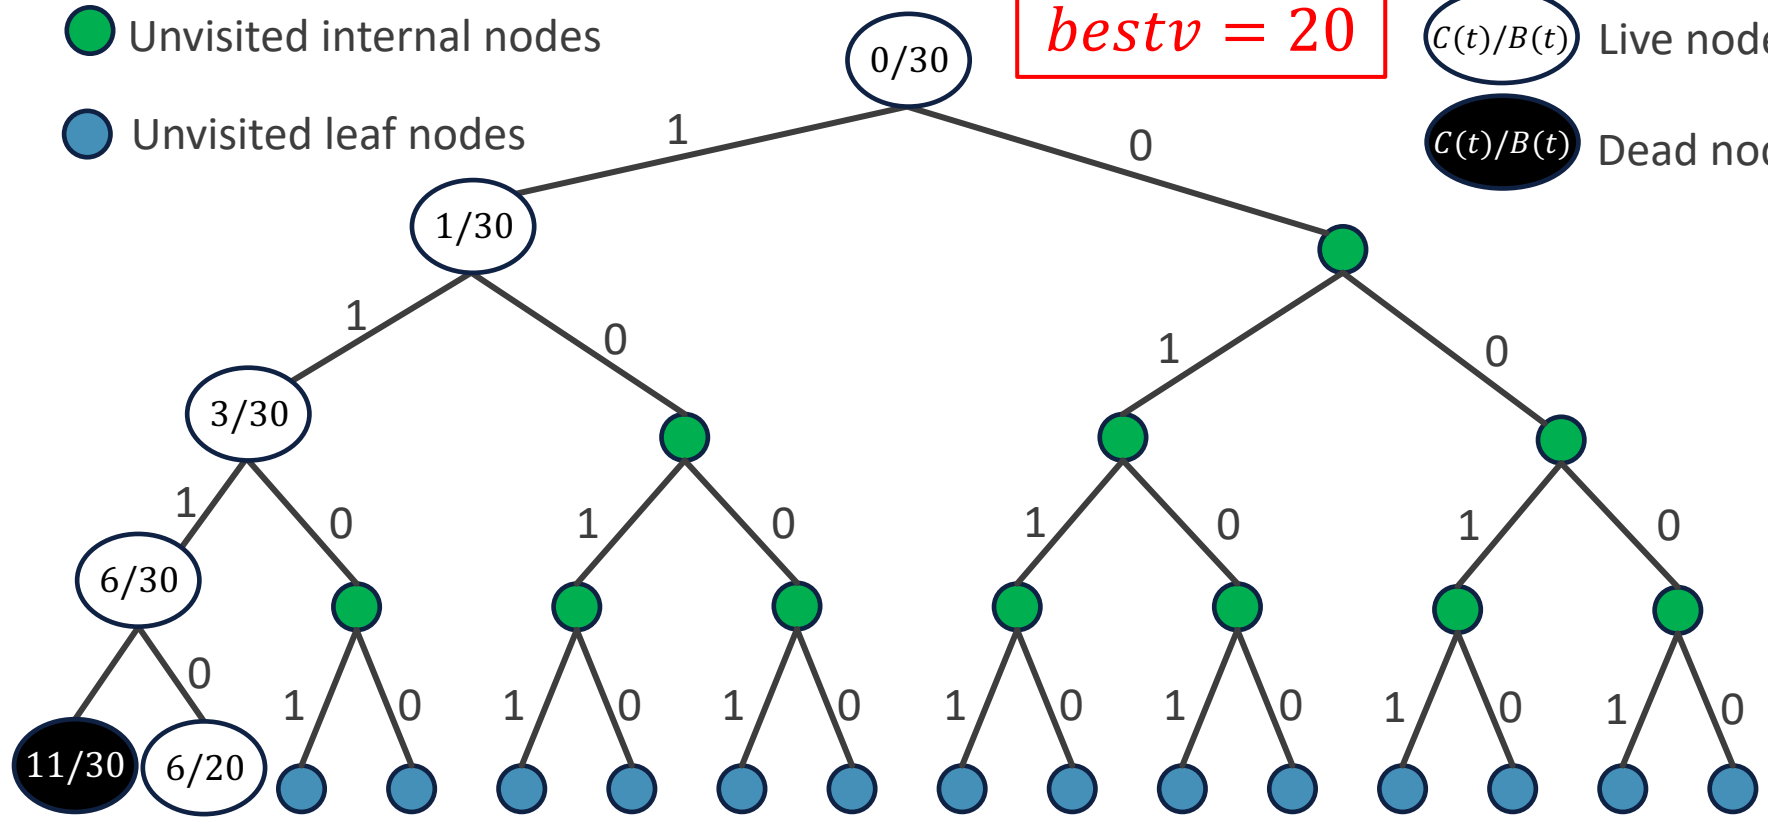 Unvisited internal nodes
Unvisited leaf nodes
bestv = 20
C(t)/B(t) Live node
C(t)/B(t) Dead
0/30
1 0
1/30
1 0 1 0
3/30
1 0 1 0 1 0 1 0
6/30
0 1 0 1 0 1 0 1 0 1 0 1 0 1 0
11/30 6/20